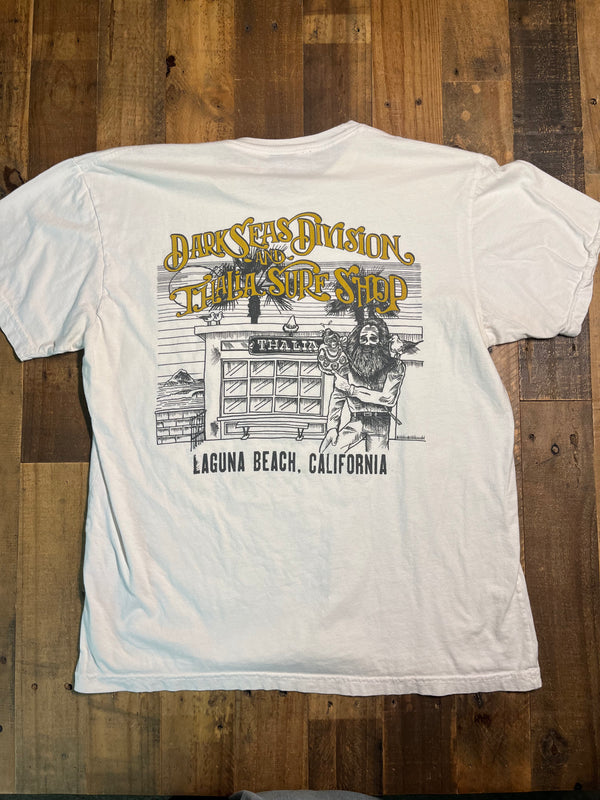 DARK SEAS DIVISION
AND
THALIA SURF SHOP
THALIA
LAGUNA BEACH, CALIFORNIA